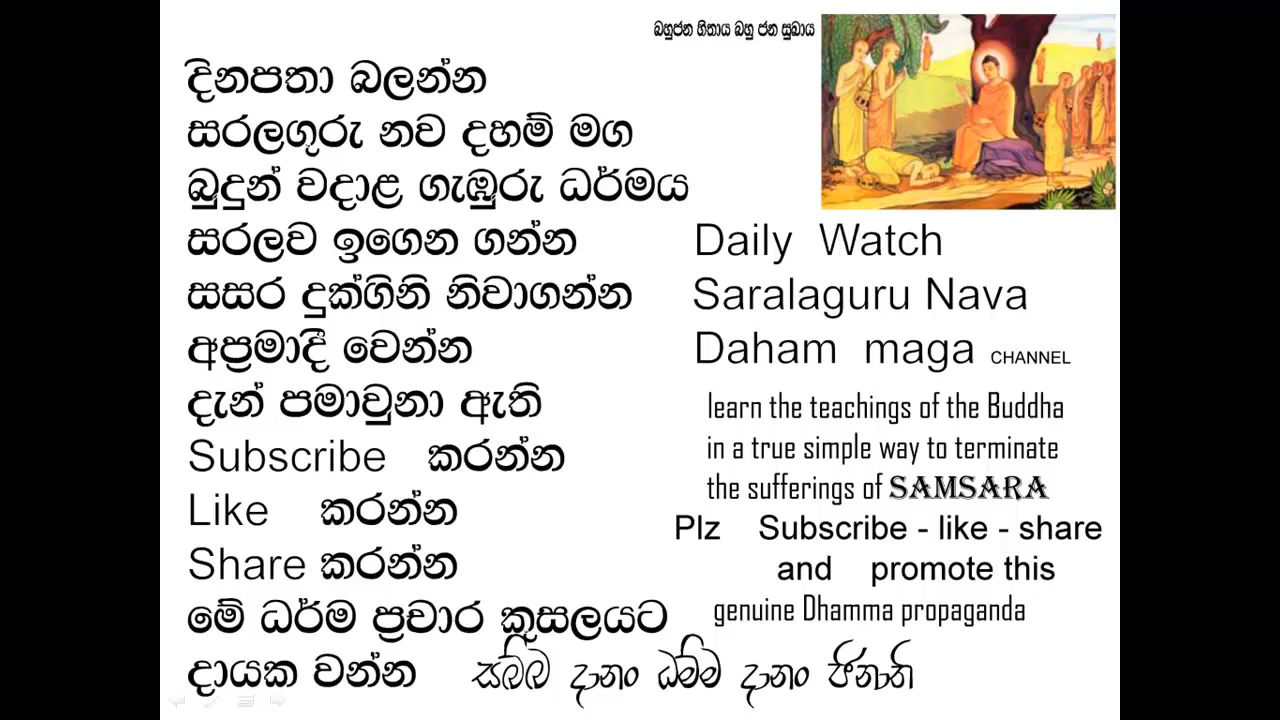 බහුජන හිතාය බහු ජන සුඛාය
දිනපතා බලන්න
සරලගුරු නව දහම් මග
බුදුන් වදාළ ගැඹුරු ධර්මය
සරලව ඉගෙන ගන්න
සසර දුක්ගිනි නිවාගන්න
අප්‍රමාදී වෙන්න
දැන් පමාවුනා ඇති
Subscribe කරන්න
Like කරන්න
Share කරන්න
මේ ධර්ම ප්‍රචාර කුසලයට
දායක වන්න
සබ්බ දානං ධම්ම දානං ජිනාති
Daily Watch
Saralaguru Nava
Daham maga CHANNEL
learn the teachings of the Buddha
in a true simple way to terminate
the sufferings of SAMSARA
Plz Subscribe - like - share
and promote this
genuine Dhamma propaganda